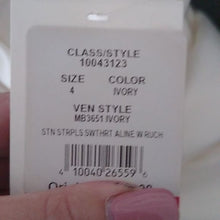 CLASS/STYLE
10043123
SIZE COLOR
4 IVORY
VEN STYLE
MB3651 IVORY
STN STRPLS SWTHRT ALINE W RUCH
4 10040 26559 6